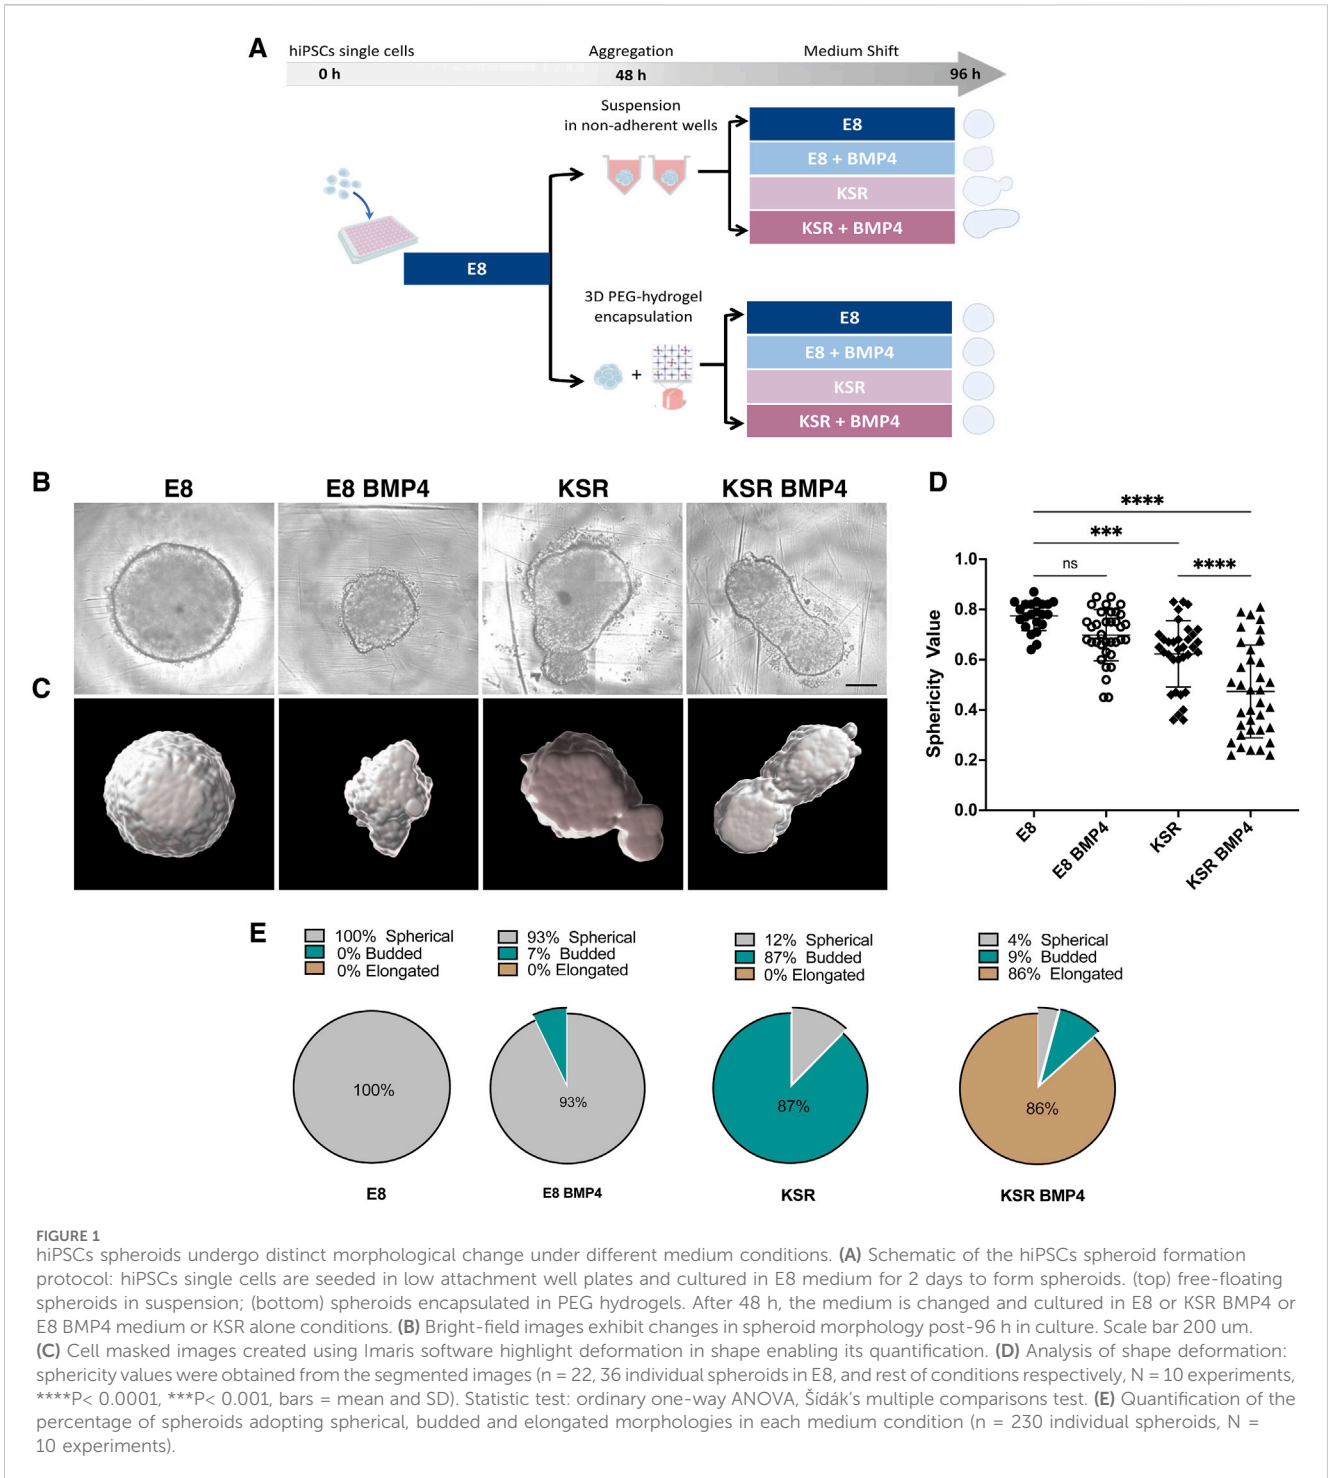 A
hiPSCs single cells Aggregation Medium Shift
0 h 48 h 96 h
Suspension
in non-adherent wells
E8
E8 + BMP4
KSR
KSR + BMP4
E8
3D PEG-hydrogel
encapsulation
+
E8
E8 + BMP4
KSR
KSR + BMP4
B
E8 E8 BMP4 KSR KSR BMP4
C
D
****
***
ns ****
Sphericity Value
1.0
0.8
0.6
0.4
0.2
0.0
E8
E8 BMP4
KSR
KSR BMP4
E
100% Spherical
0% Budded
0% Elongated
93% Spherical
7% Budded
0% Elongated
12% Spherical
87% Budded
0% Elongated
4% Spherical
9% Budded
86% Elongated
100%
93%
87%
86%
E8
E8 BMP4
KSR
KSR BMP4
FIGURE 1
hiPSCs spheroids undergo distinct morphological change under different medium conditions. (A) Schematic of the hiPSCs spheroid formation
protocol: hiPSCs single cells are seeded in low attachment well plates and cultured in E8 medium for 2 days to form spheroids. (top) free-floating
spheroids in suspension; (bottom) spheroids encapsulated in PEG hydrogels. After 48 h, the medium is changed and cultured in E8 or KSR BMP4 or
E8 BMP4 medium or KSR alone conditions. (B) Bright-field images exhibit changes in spheroid morphology post-96 h in culture. Scale bar 200 um.
(C) Cell masked images created using Imaris software highlight deformation in shape enabling its quantification. (D) Analysis of shape deformation:
sphericity values were obtained from the segmented images (n = 22, 36 individual spheroids in E8, and rest of conditions respectively, N = 10 experiments,
****P< 0.0001, ***P< 0.001, bars = mean and SD). Statistic test: ordinary one-way ANOVA, Šídák's multiple comparisons test. (E) Quantification of the
percentage of spheroids adopting spherical, budded and elongated morphologies in each medium condition (n = 230 individual spheroids, N =
10 experiments).